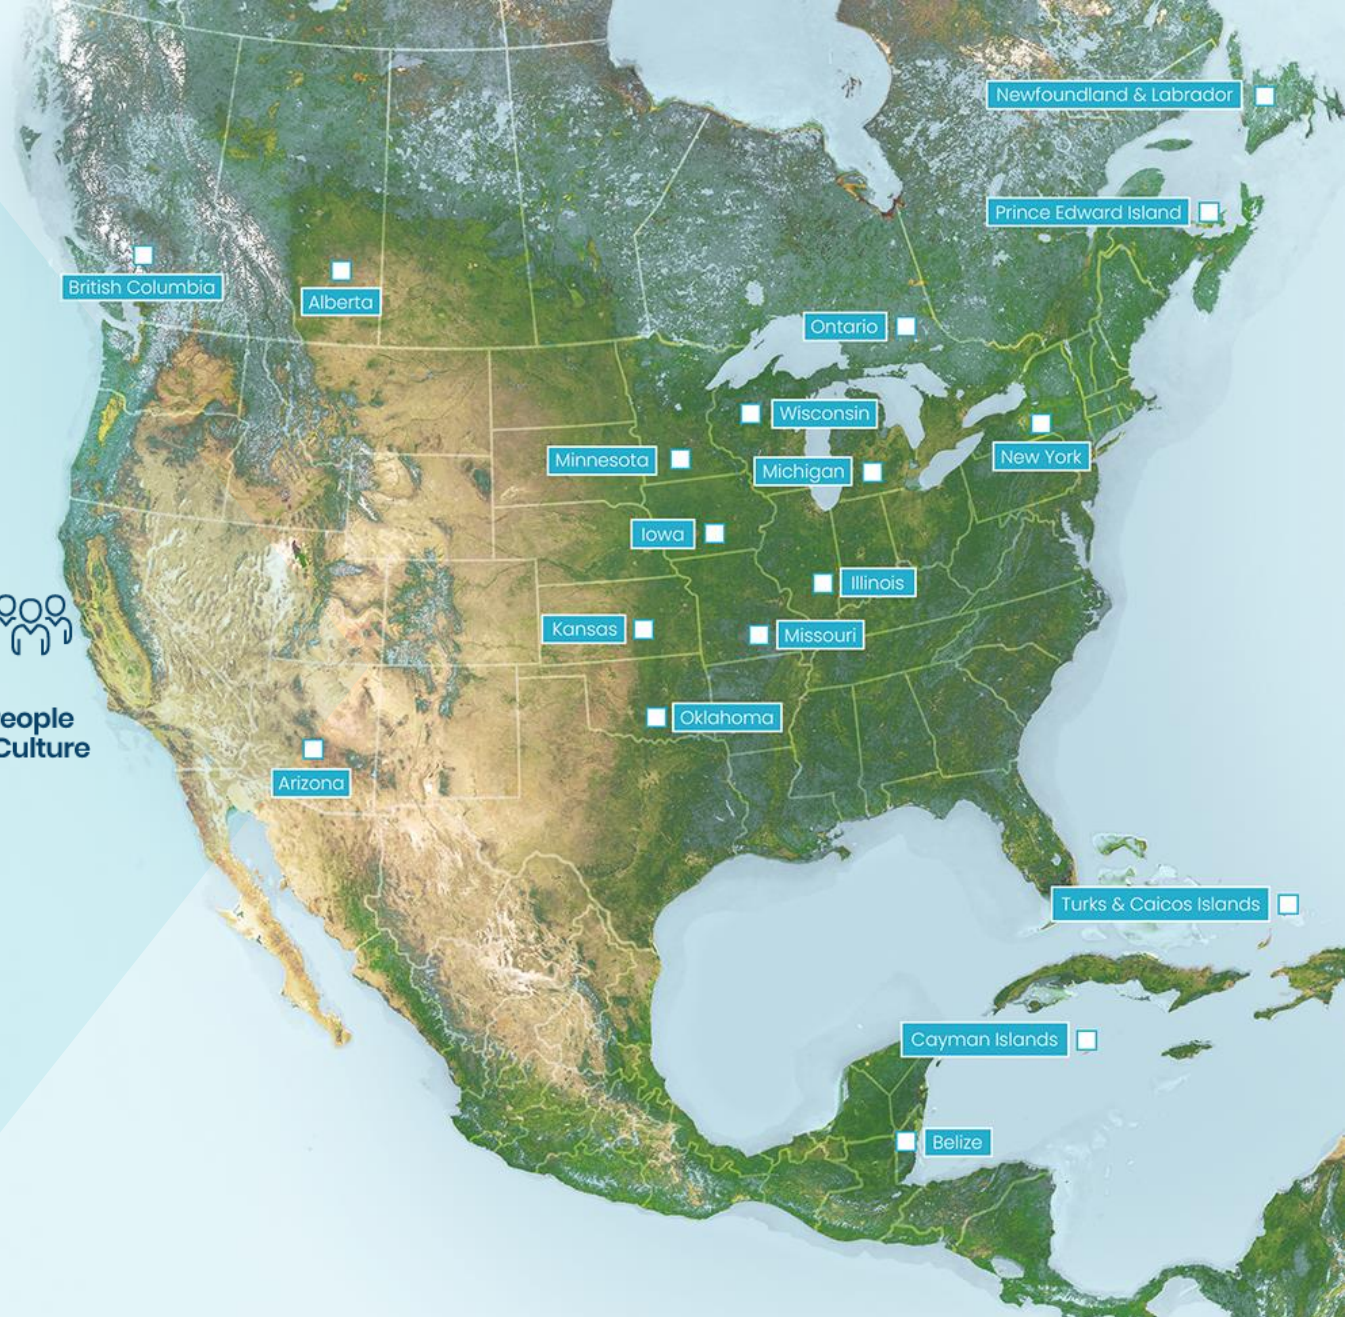 Newfoundland & Labrador
Prince Edward Island
British Columbia
Alberta
Ontario
Wisconsin
New York
Minnesota
Michigan
Iowa
Illinois
Kansas
Missouri
Oklahoma
Culture
Arizona
Turks & Caicos Islands
Cayman Islands
Belize